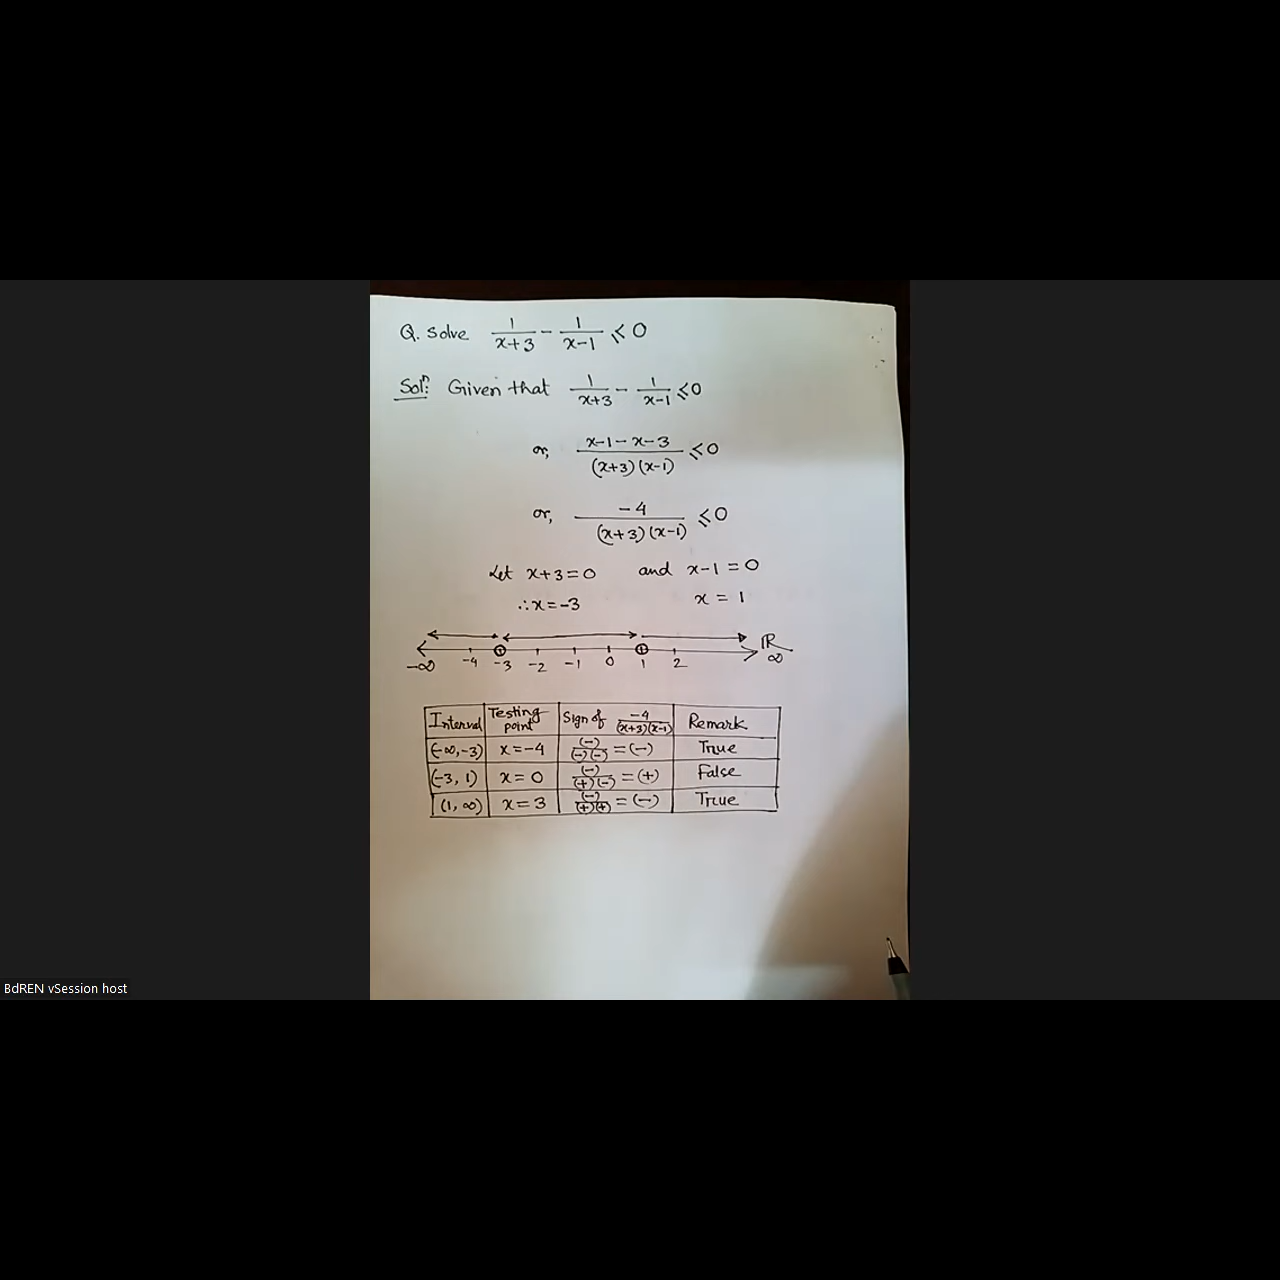 Q. Solve 1/(x+3) − 1/(x−1) ⩽ 0
Solⁿ: Given that 1/(x+3) − 1/(x−1) ⩽ 0
or, (x−1−x−3)/((x+3)(x−1)) ⩽ 0
or, −4/((x+3)(x−1)) ⩽ 0
Let x+3=0 and x−1=0
∴x=−3 x = 1
−∞ −4 −3 −2 −1 0 1 2 ∞ IR
Interval Testing point Sign of −4/((x+3)(x−1)) Remark
(−∞,−3) x=−4 (−)/((−)(−)) = (−) True
(−3, 1) x=0 (−)/((+)(−)) = (+) False
(1, ∞) x=3 (−)/((+)(+)) = (−) True
BdREN vSession host